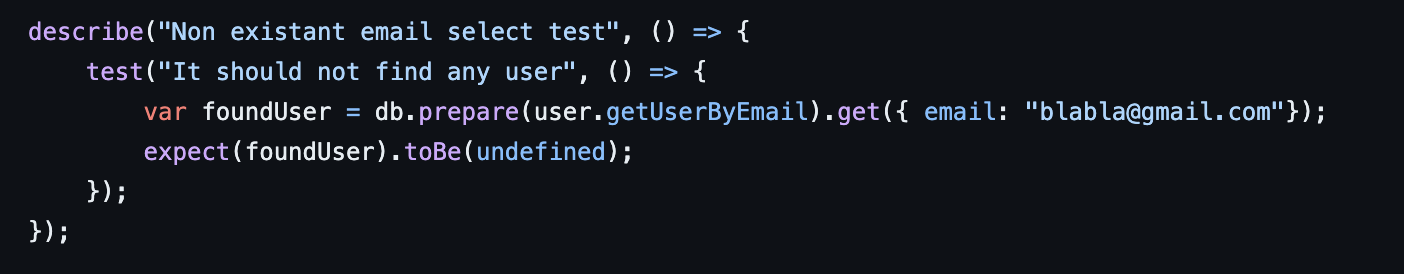 describe("Non existant email select test", () => {
    test("It should not find any user", () => {
        var foundUser = db.prepare(user.getUserByEmail).get({ email: "blabla@gmail.com"});
        expect(foundUser).toBe(undefined);
    });
});